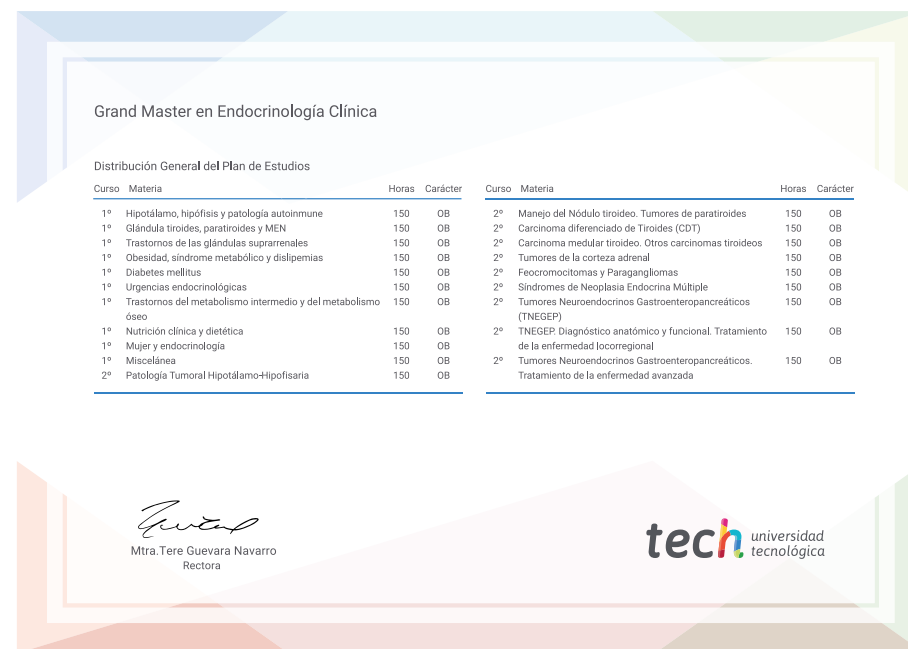 Grand Master en Endocrinología Clínica
Distribución General del Plan de Estudios
Curso Materia Horas Carácter
1º Hipotálamo, hipófisis y patología autoinmune 150 OB
1º Glándula tiroides, paratiroides y MEN 150 OB
1º Trastornos de las glándulas suprarrenales 150 OB
1º Obesidad, síndrome metabólico y dislipemias 150 OB
1º Diabetes mellitus 150 OB
1º Urgencias endocrinológicas 150 OB
1º Trastornos del metabolismo intermedio y del metabolismo 150 OB
óseo
1º Nutrición clínica y dietética 150 OB
1º Mujer y endocrinología 150 OB
1º Miscelánea 150 OB
2º Patología Tumoral Hipotálamo-Hipofisaria 150 OB
Curso Materia Horas Carácter
2º Manejo del Nódulo tiroideo. Tumores de paratiroides 150 OB
2º Carcinoma diferenciado de Tiroides (CDT) 150 OB
2º Carcinoma medular tiroideo. Otros carcinomas tiroideos 150 OB
2º Tumores de la corteza adrenal 150 OB
2º Feocromocitomas y Paragangliomas 150 OB
2º Síndromes de Neoplasia Endocrina Múltiple 150 OB
2º Tumores Neuroendocrinos Gastroenteropancreáticos 150 OB
(TNEGEP)
2º TNEGEP. Diagnóstico anatómico y funcional. Tratamiento 150 OB
de la enfermedad locorregional
2º Tumores Neuroendocrinos Gastroenteropancreáticos. 150 OB
Tratamiento de la enfermedad avanzada
Mtra.Tere Guevara Navarro
Rectora
tech universidad
tecnológica